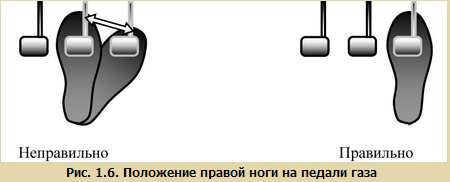 Неправильно Правильно
Рис. 1.6. Положение правой ноги на педали газа